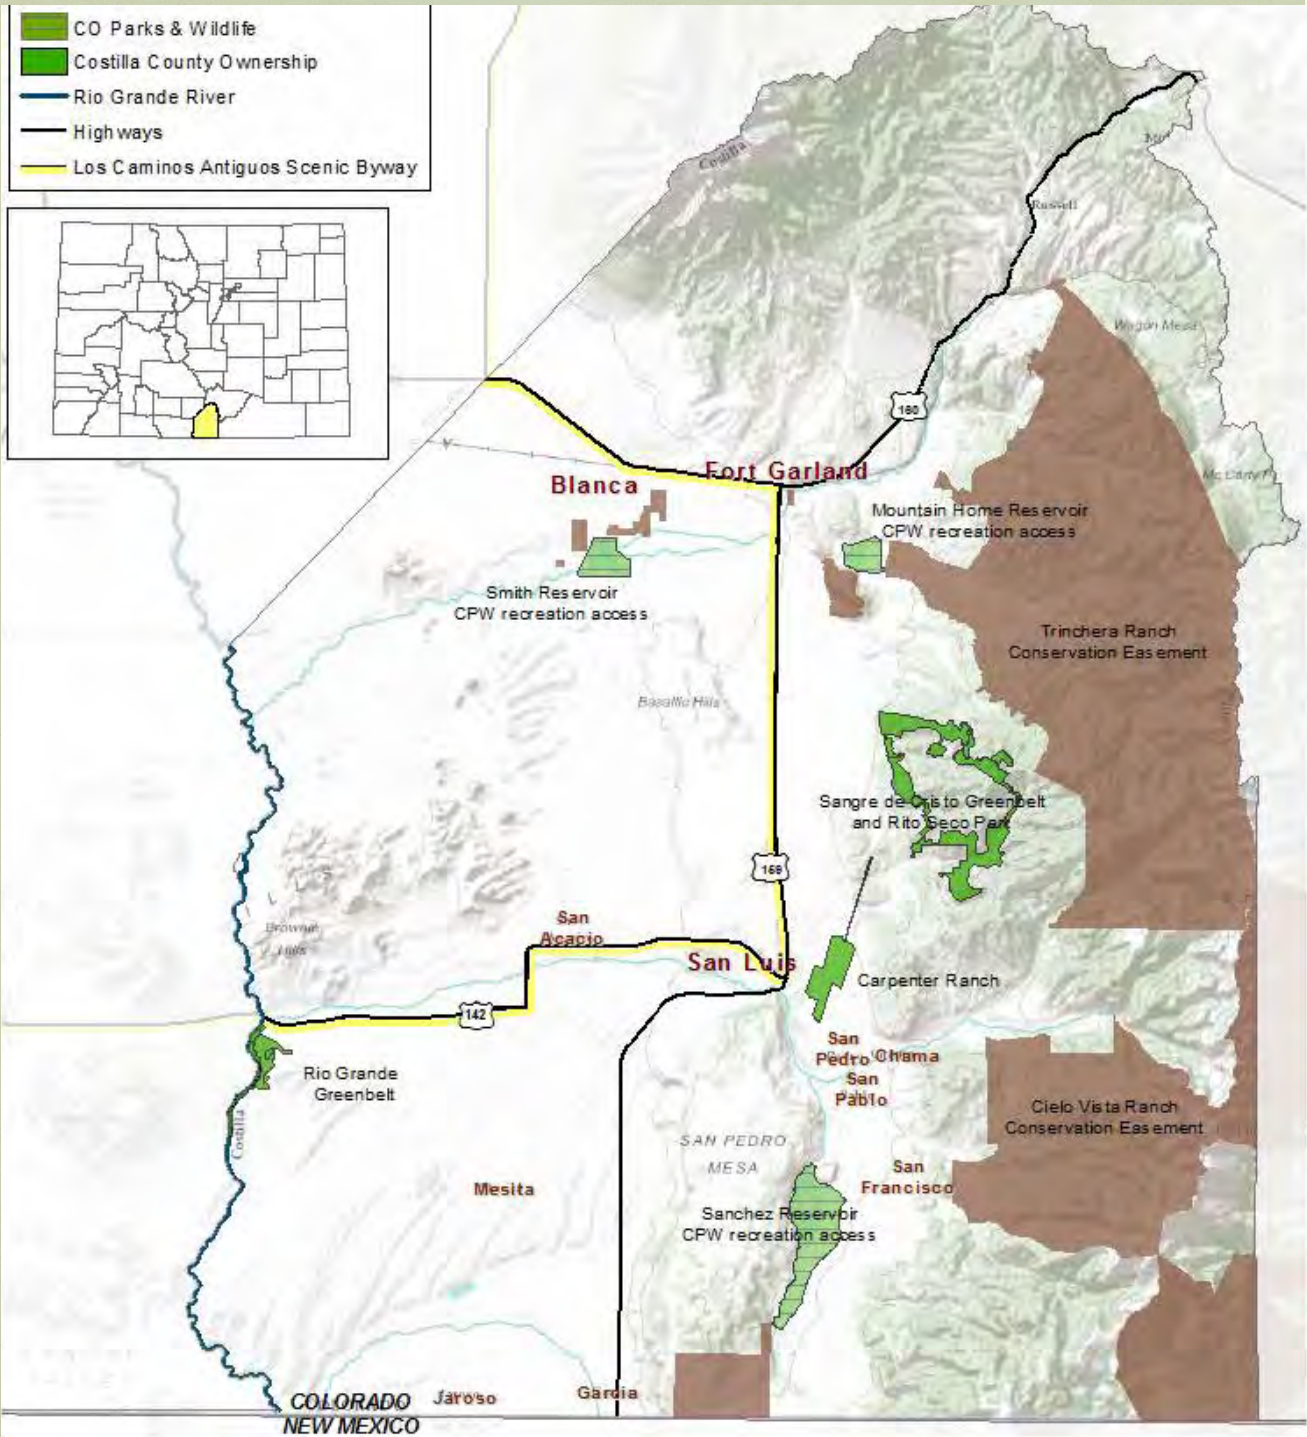 CO Parks & Wildlife
Costilla County Ownership
Rio Grande River
Highways
Los Caminos Antiguos Scenic Byway
Costilla
Russell
Wagon Mesa
160
Fort Garland
Blanca
Mountain Home Reservoir
CPW recreation access
Smith Reservoir
CPW recreation access
Trinchera Ranch
Conservation Easement
Basaltic Hills
Sangre de Cristo Greenbelt
and Rito Seco Park
159
San
Acacio
Brownie
Hills
San Luis
Carpenter Ranch
142
San
Pedro
Chama
San
Pablo
Rio Grande
Greenbelt
Costilla
Cielo Vista Ranch
Conservation Easement
SAN PEDRO
MESA
San
Francisco
Mesita
Sanchez Reservoir
CPW recreation access
COLORADO
NEW MEXICO
Jaroso
Garcia